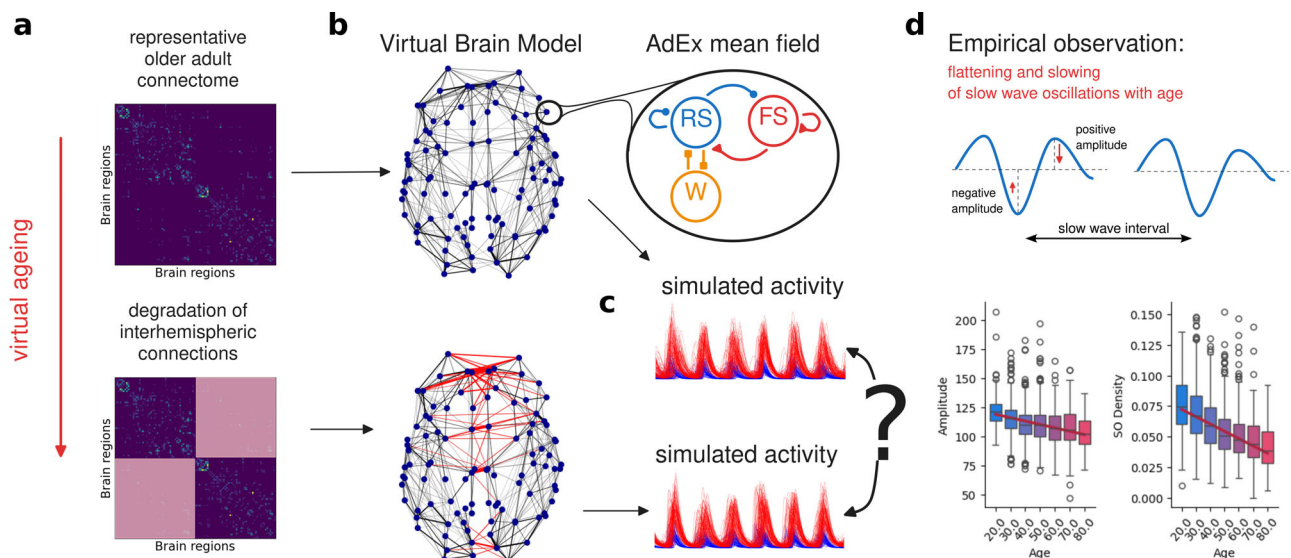 a
representative
older adult
connectome
Brain regions
Brain regions
virtual ageing
degradation of
interhemispheric
connections
Brain regions
Brain regions
b
Virtual Brain Model
AdEx mean field
RS
FS
W
c
simulated activity
?
simulated activity
d
Empirical observation:
flattening and slowing
of slow wave oscillations with age
positive
amplitude
negative
amplitude
slow wave interval
Amplitude
200
175
150
125
100
75
50
20.0
30.0
40.0
50.0
60.0
70.0
80.0
Age
SO Density
0.150
0.125
0.100
0.075
0.050
0.025
0.000
20.0
30.0
40.0
50.0
60.0
70.0
80.0
Age